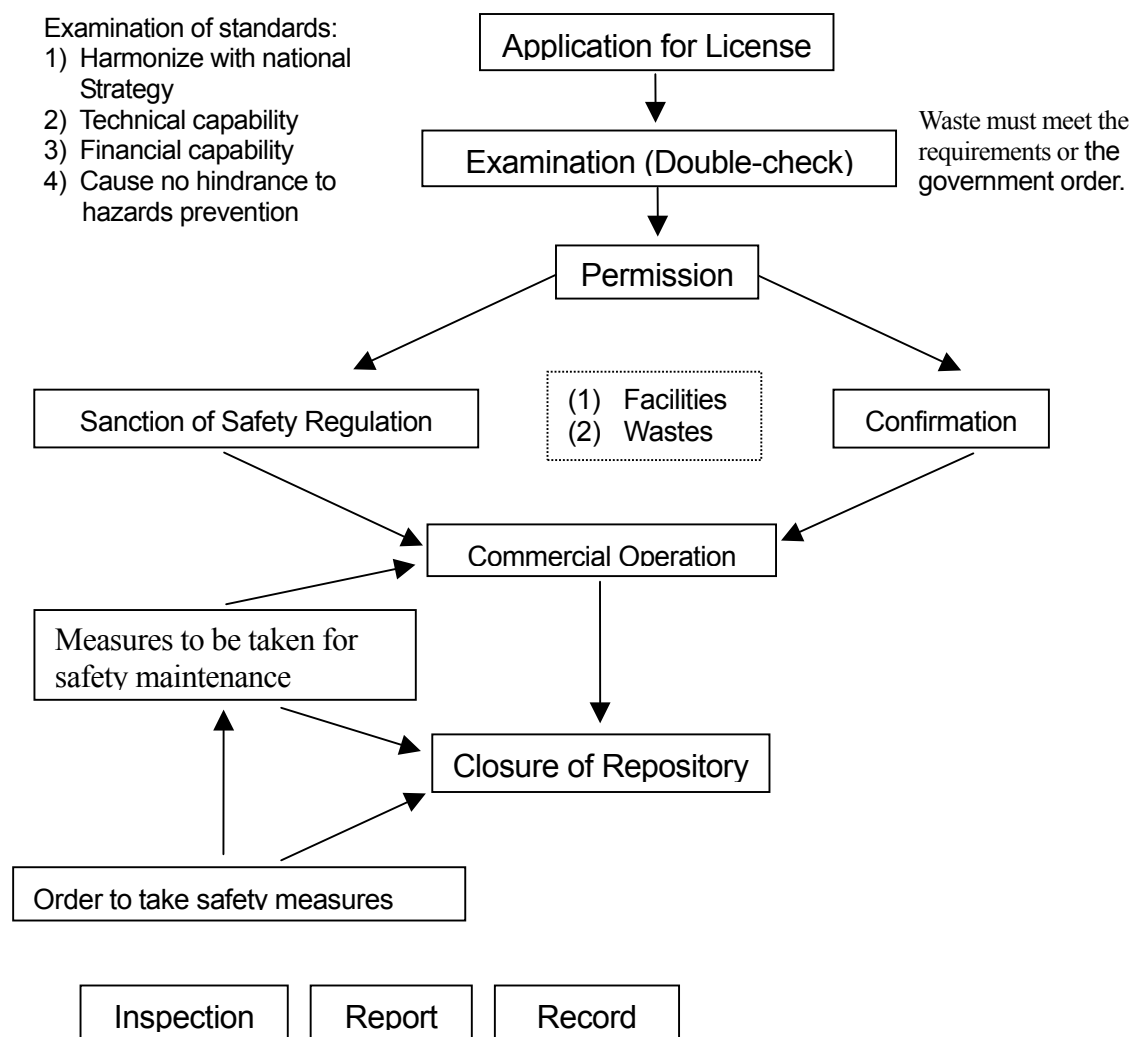 Examination of standards:
1) Harmonize with national
Strategy
2) Technical capability
3) Financial capability
4) Cause no hindrance to
hazards prevention
Application for License
Examination (Double-check)
Waste must meet the
requirements or the
government order.
Permission
Sanction of Safety Regulation
(1) Facilities
(2) Wastes
Confirmation
Commercial Operation
Measures to be taken for
safety maintenance
Closure of Repository
Order to take safety measures
Inspection
Report
Record